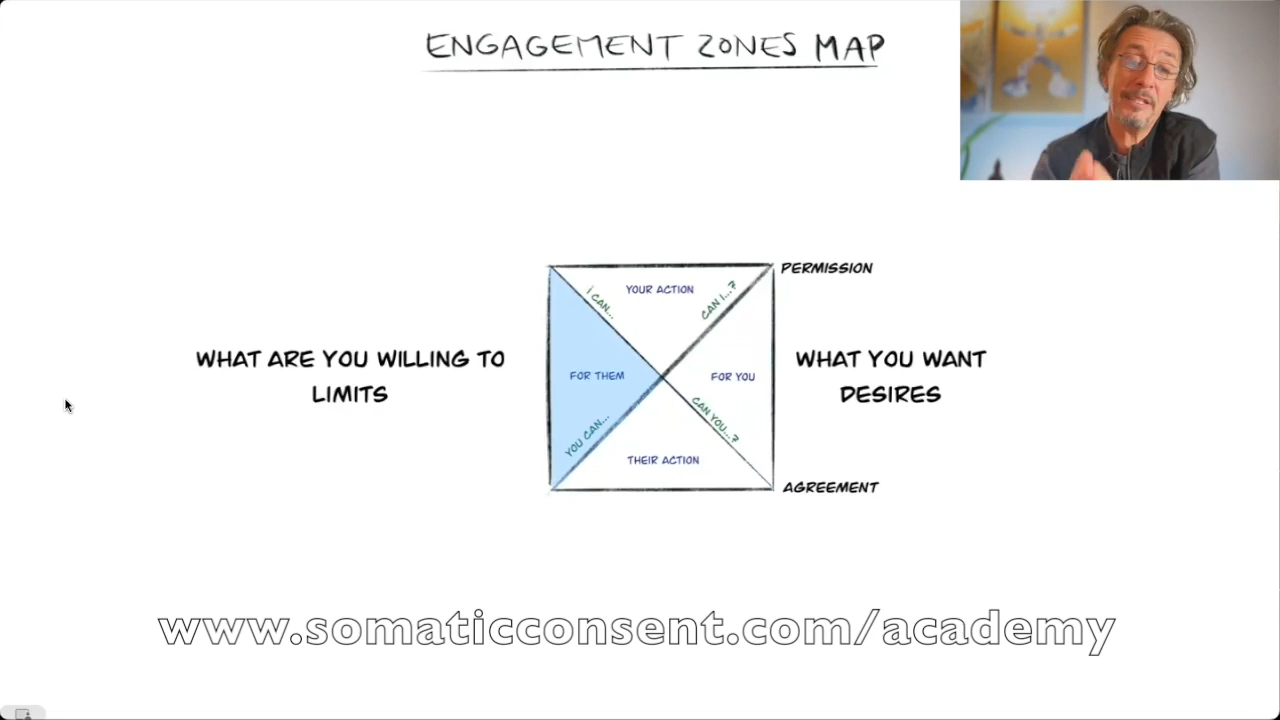 ENGAGEMENT ZONES MAP
PERMISSION
YOUR ACTION
I CAN...
CAN I...?
WHAT ARE YOU WILLING TO
LIMITS
FOR THEM
FOR YOU
WHAT YOU WANT
DESIRES
YOU CAN...
CAN YOU...?
THEIR ACTION
AGREEMENT
www.somaticconsent.com/academy